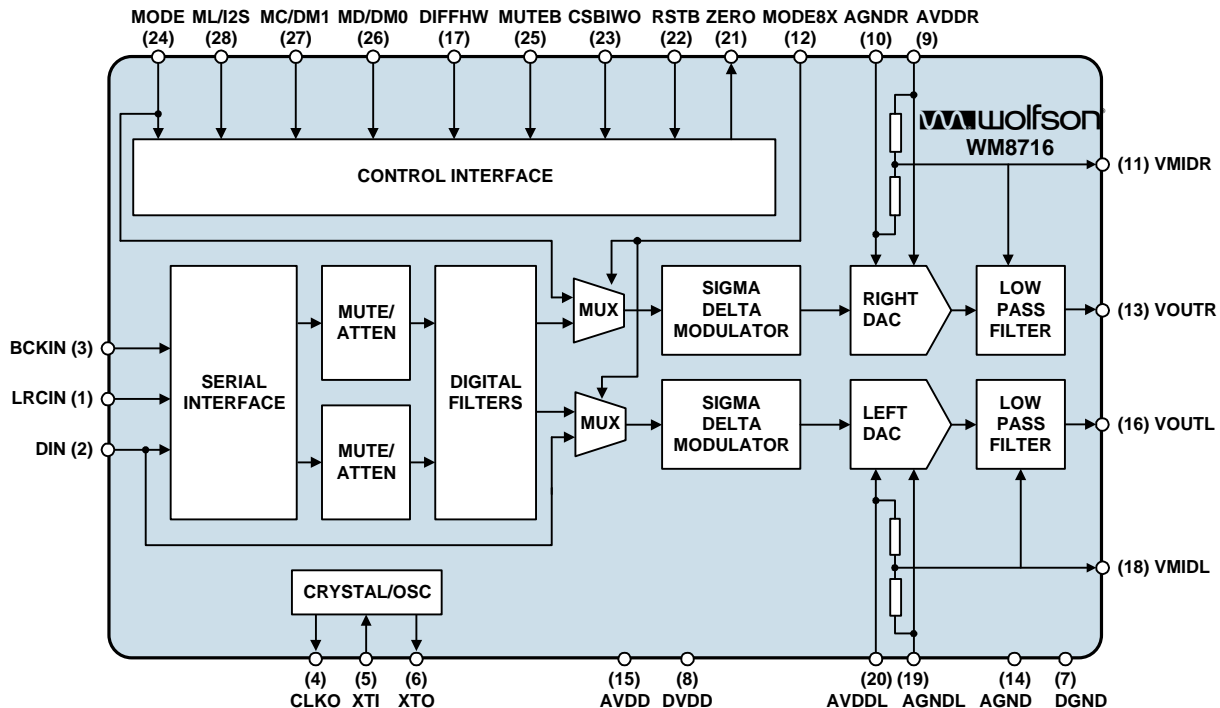 MODE ML/I2S MC/DM1 MD/DM0 DIFFHW MUTEB CSBIWO RSTB ZERO MODE8X AGNDR AVDDR
(24) (28) (27) (26) (17) (25) (23) (22) (21) (12) (10) (9)
wolfson
WM8716
CONTROL INTERFACE
(11) VMIDR
BCKIN (3)
LRCIN (1)
DIN (2)
SERIAL
INTERFACE
MUTE/
ATTEN
MUTE/
ATTEN
DIGITAL
FILTERS
MUX
MUX
SIGMA
DELTA
MODULATOR
SIGMA
DELTA
MODULATOR
RIGHT
DAC
LEFT
DAC
LOW
PASS
FILTER
LOW
PASS
FILTER
(13) VOUTR
(16) VOUTL
(18) VMIDL
CRYSTAL/OSC
(4) (5) (6) (15) (8) (20) (19) (14) (7)
CLKO XTI XTO AVDD DVDD AVDDL AGNDL AGND DGND